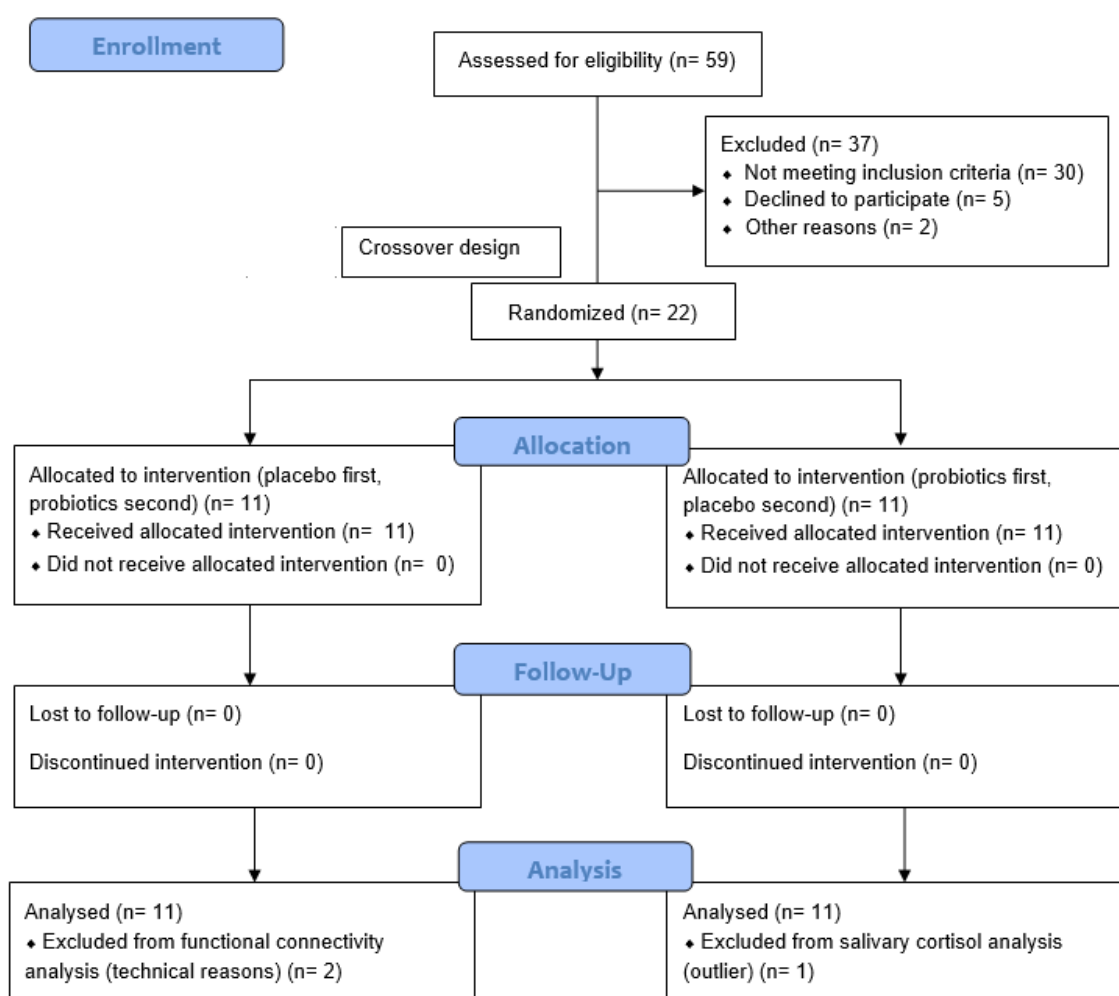 Enrollment
Assessed for eligibility (n= 59)
Excluded (n= 37)
⬥ Not meeting inclusion criteria (n= 30)
⬥ Declined to participate (n= 5)
⬥ Other reasons (n= 2)
Crossover design
Randomized (n= 22)
Allocation
Allocated to intervention (placebo first,
probiotics second) (n= 11)
⬥ Received allocated intervention (n=  11)
⬥ Did not receive allocated intervention (n=  0)
Allocated to intervention (probiotics first,
placebo second) (n= 11)
⬥ Received allocated intervention (n= 11)
⬥ Did not receive allocated intervention (n= 0)
Follow-Up
Lost to follow-up (n= 0)
Discontinued intervention (n= 0)
Lost to follow-up (n= 0)
Discontinued intervention (n= 0)
Analysis
Analysed (n= 11)
⬥ Excluded from functional connectivity
analysis (technical reasons) (n= 2)
Analysed (n= 11)
⬥ Excluded from salivary cortisol analysis
(outlier) (n= 1)